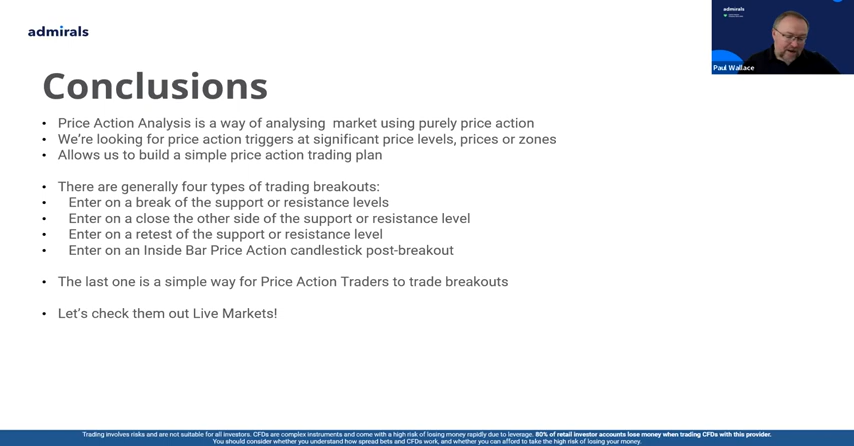 admirals
admirals
Paul Wallace
Conclusions
• Price Action Analysis is a way of analysing market using purely price action
• We're looking for price action triggers at significant price levels, prices or zones
• Allows us to build a simple price action trading plan
• There are generally four types of trading breakouts:
• Enter on a break of the support or resistance levels
• Enter on a close the other side of the support or resistance level
• Enter on a retest of the support or resistance level
• Enter on an Inside Bar Price Action candlestick post-breakout
• The last one is a simple way for Price Action Traders to trade breakouts
• Let's check them out Live Markets!
Trading involves risks and are not suitable for all investors. CFDs are complex instruments and come with a high risk of losing money rapidly due to leverage. 80% of retail investor accounts lose money when trading CFDs with this provider.
You should consider whether you understand how spread bets and CFDs work, and whether you can afford to take the high risk of losing your money.